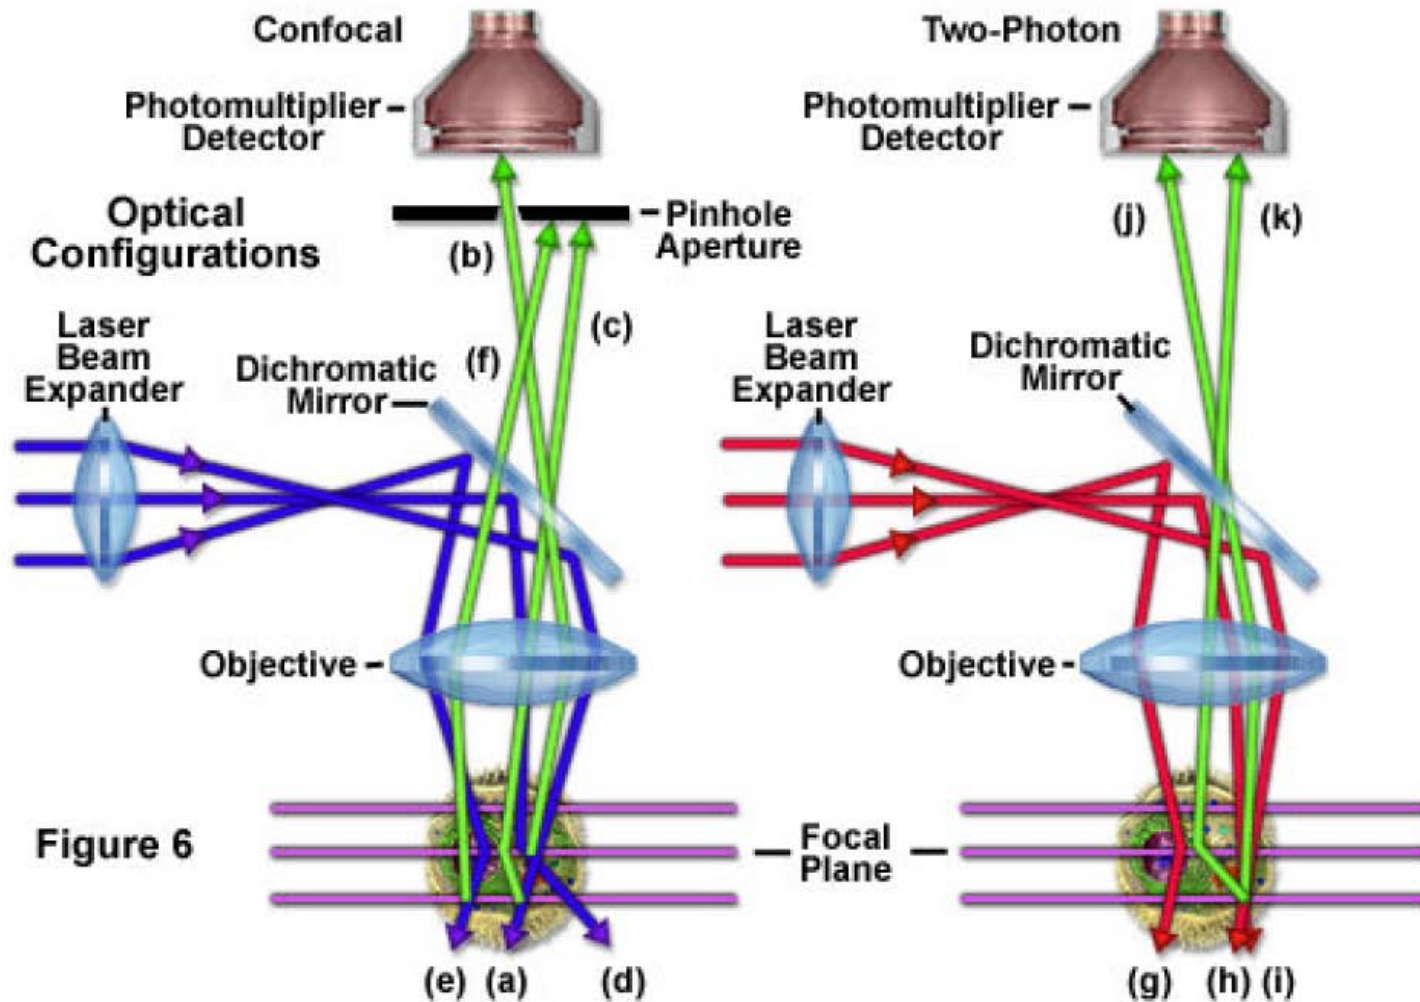 Confocal
Two-Photon
Photomultiplier
Detector
Photomultiplier
Detector
Optical
Configurations
Pinhole
Aperture
(b)
(j)
(k)
Laser
Beam
Expander
Dichromatic
Mirror
(f)
(c)
Laser
Beam
Expander
Dichromatic
Mirror
Objective
Objective
Figure 6
Focal
Plane
(e) (a) (d)
(g) (h) (i)